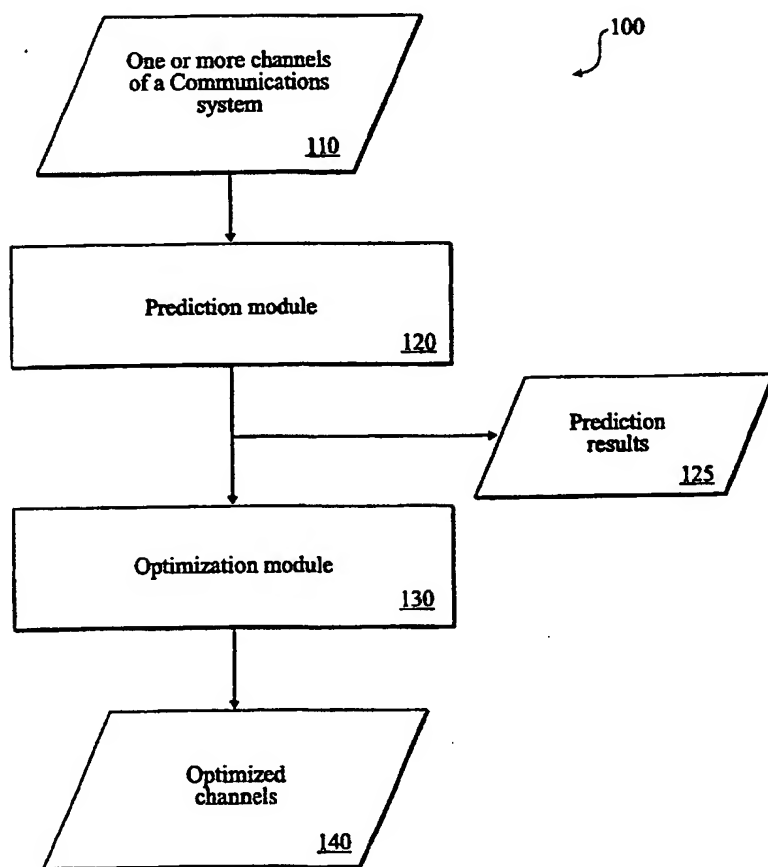 100
One or more channels
of a Communications
system
110
Prediction module
120
Prediction
results
125
Optimization module
130
Optimized
channels
140